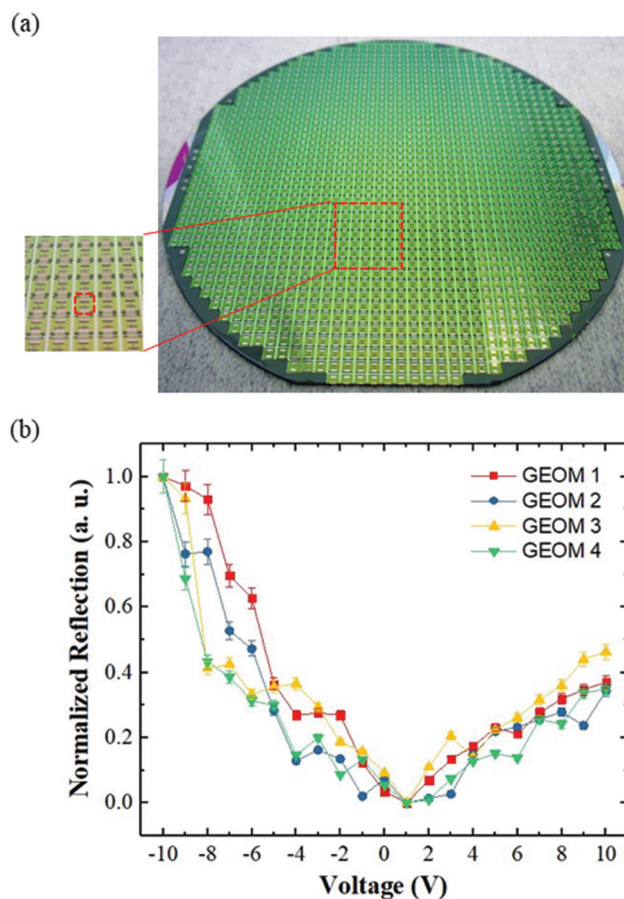 (a)
(b)
Normalized Reflection (a. u.)
1.0
0.8
0.6
0.4
0.2
0.0
GEOM 1
GEOM 2
GEOM 3
GEOM 4
-10 -8 -6 -4 -2 0 2 4 6 8 10
Voltage (V)